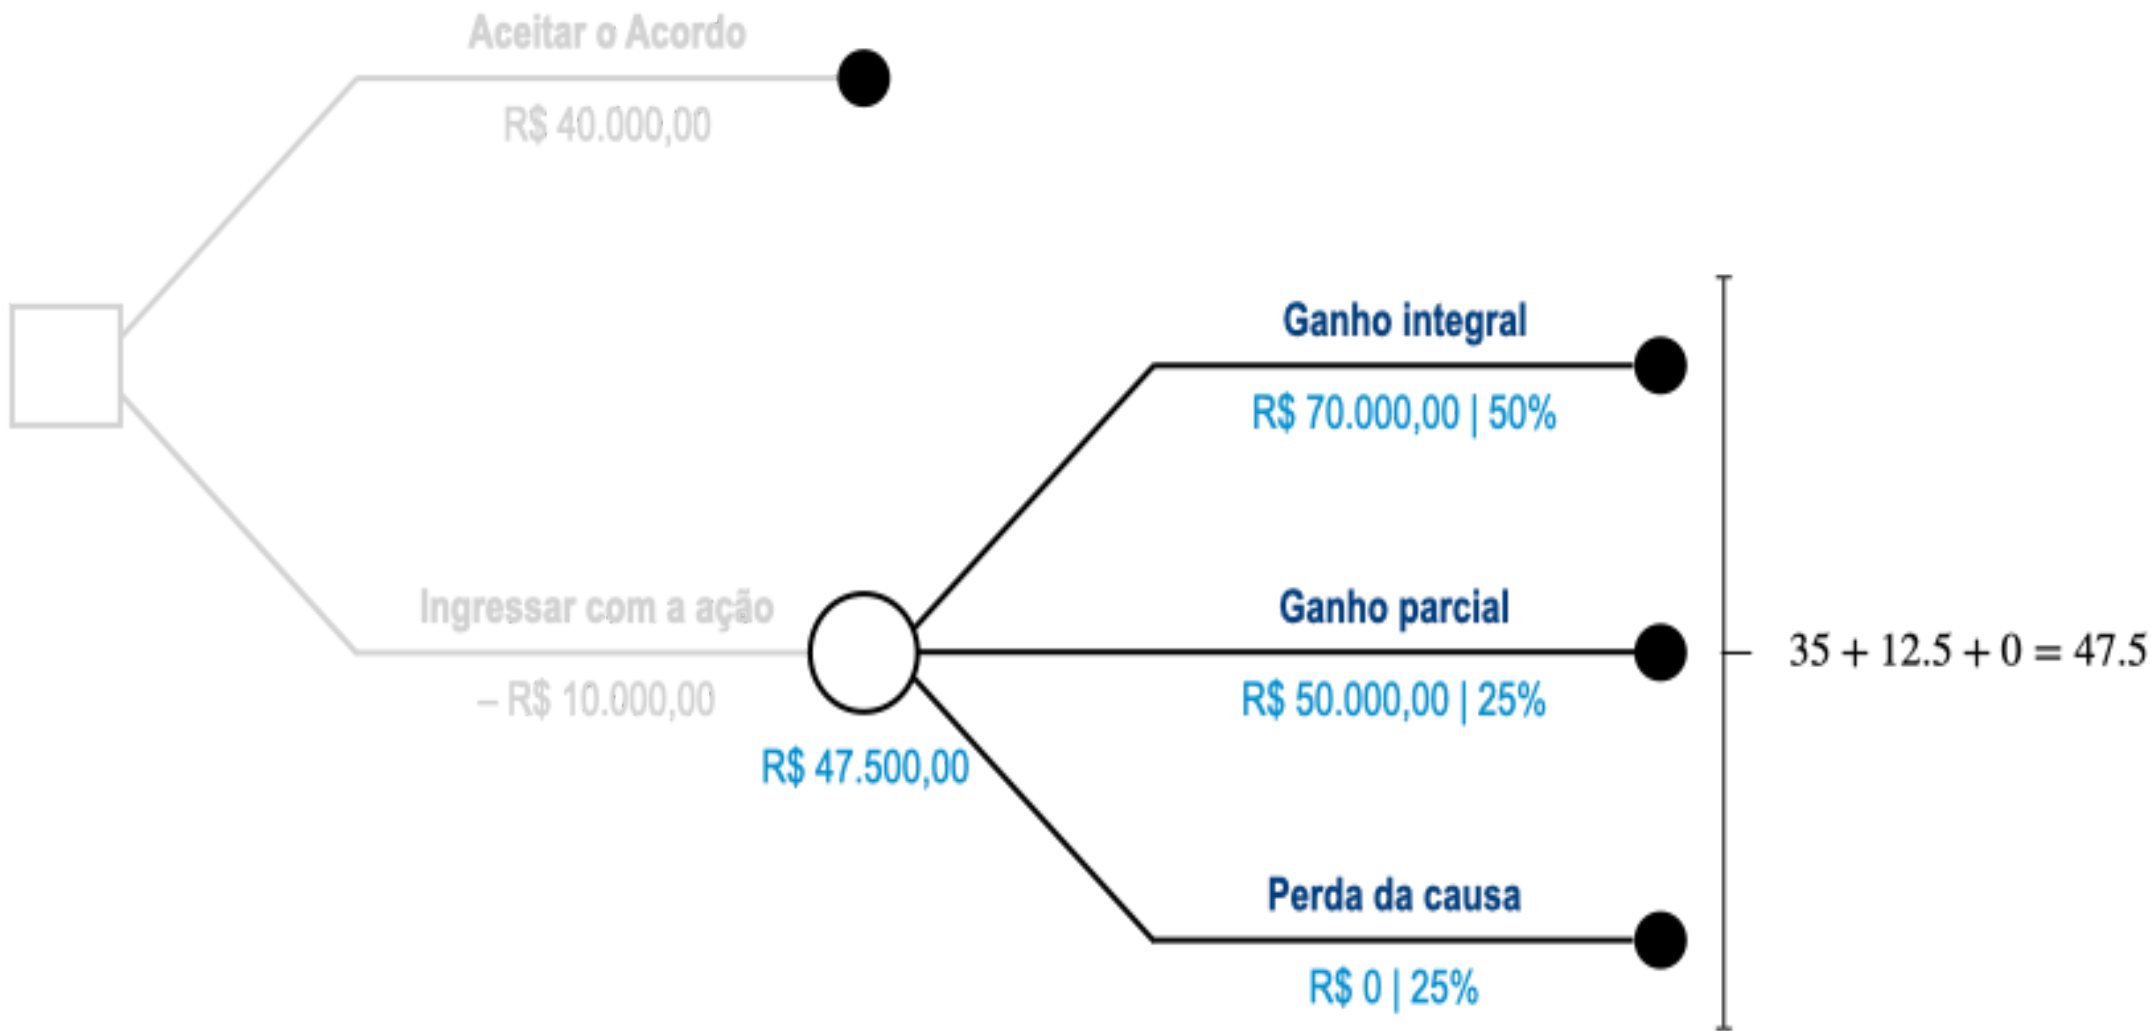 Aceitar o Acordo
R$ 40.000,00
Ganho integral
R$ 70.000,00 | 50%
Ingressar com a ação
– R$ 10.000,00
R$ 47.500,00
Ganho parcial
R$ 50.000,00 | 25%
35 + 12.5 + 0 = 47.5
Perda da causa
R$ 0 | 25%